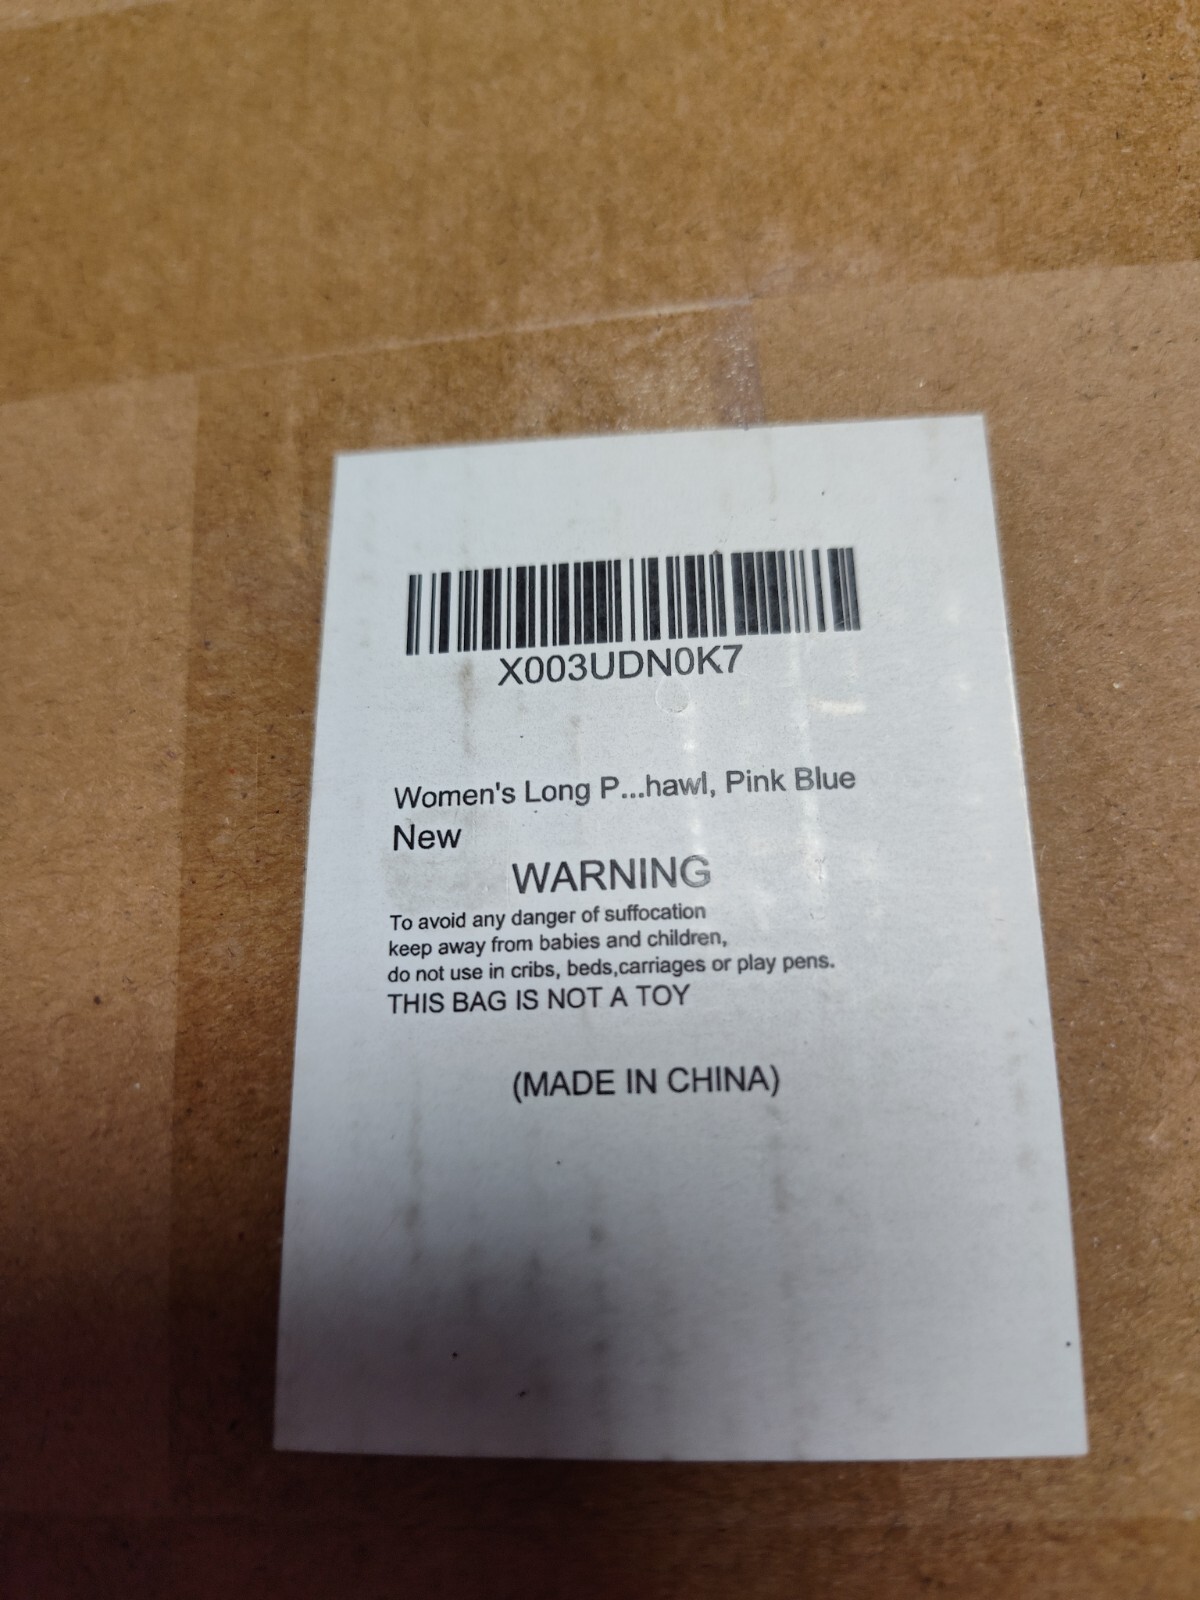 X003UDN0K7
Women's Long P...hawl, Pink Blue
New
WARNING
To avoid any danger of suffocation
keep away from babies and children,
do not use in cribs, beds,carriages or play pens.
THIS BAG IS NOT A TOY
(MADE IN CHINA)